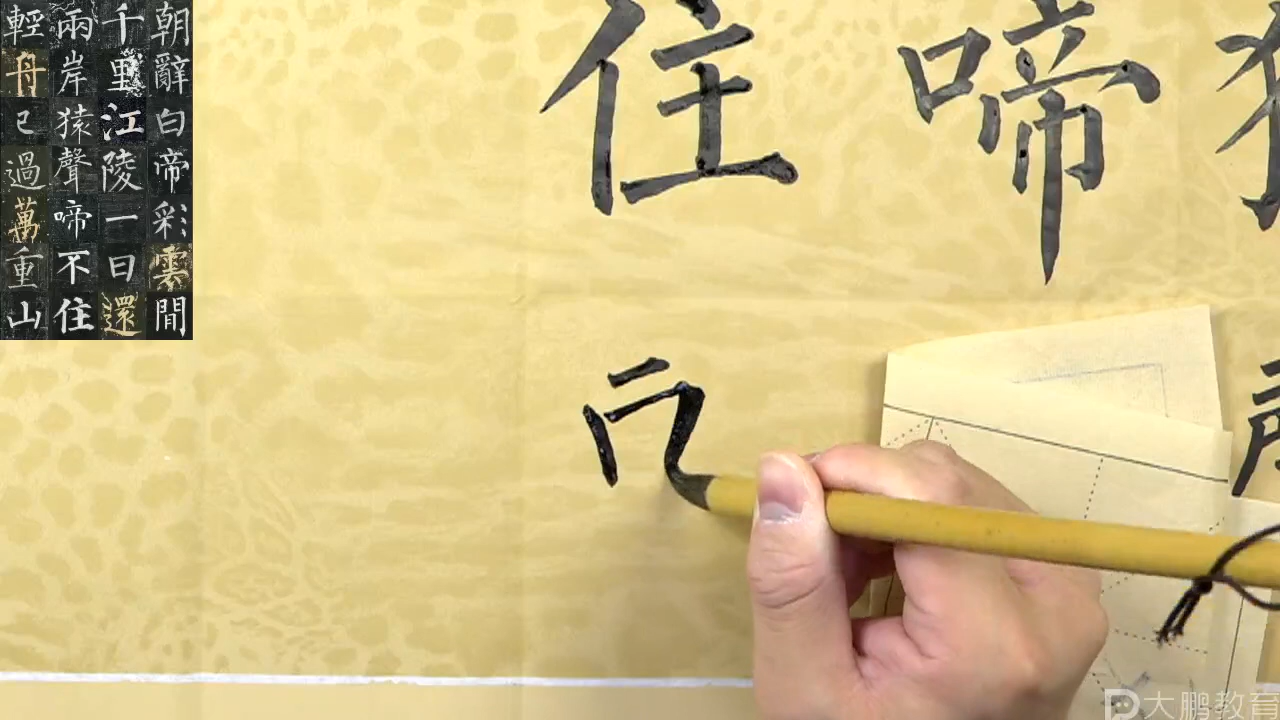 朝辭白帝彩雲間
千里江陵一日還
兩岸猿聲啼不住
輕舟已過萬重山
啼
住
大鹏教育